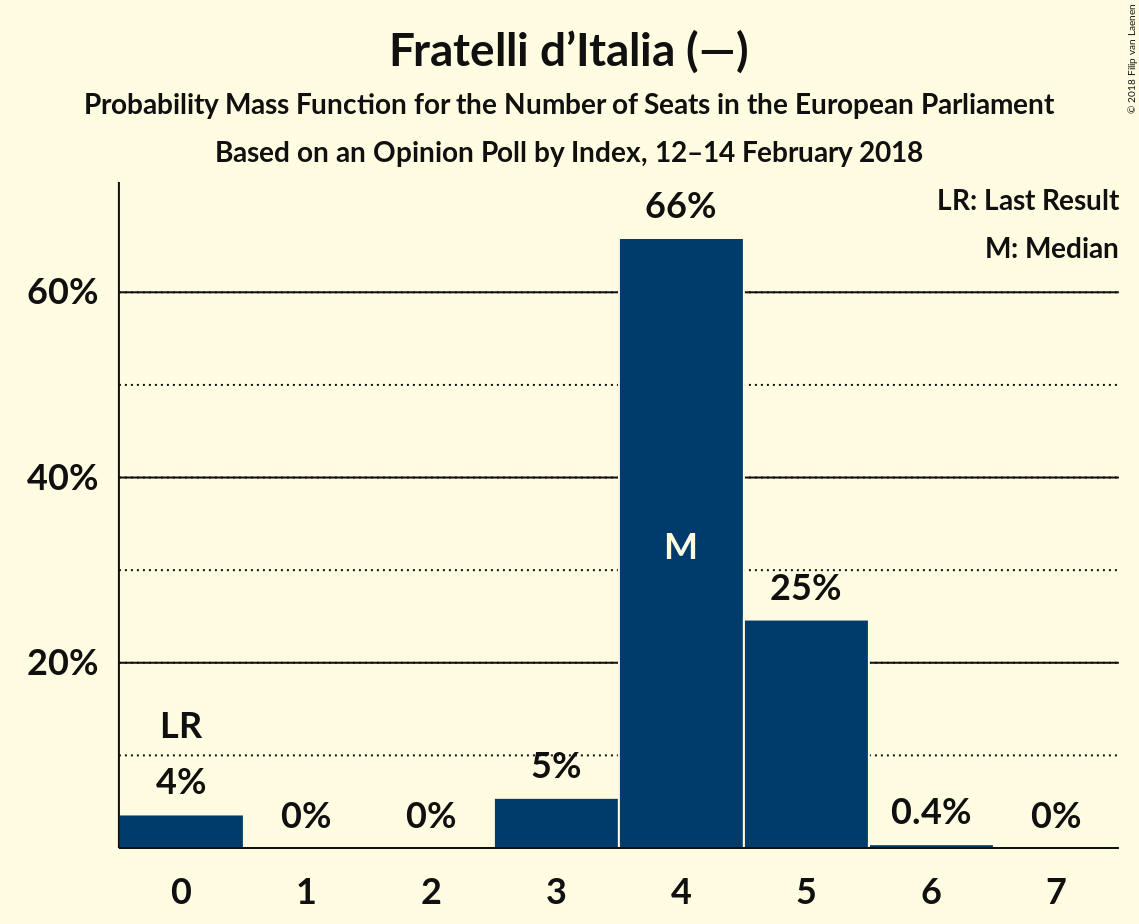 Fratelli d’Italia (—)
Probability Mass Function for the Number of Seats in the European Parliament
Based on an Opinion Poll by Index, 12–14 February 2018
© 2018 Filip van Laenen
LR: Last Result
M: Median
66%
60%
40%
M
25%
20%
LR
5%
4%
0%
0%
0.4%
0%
0 1 2 3 4 5 6 7